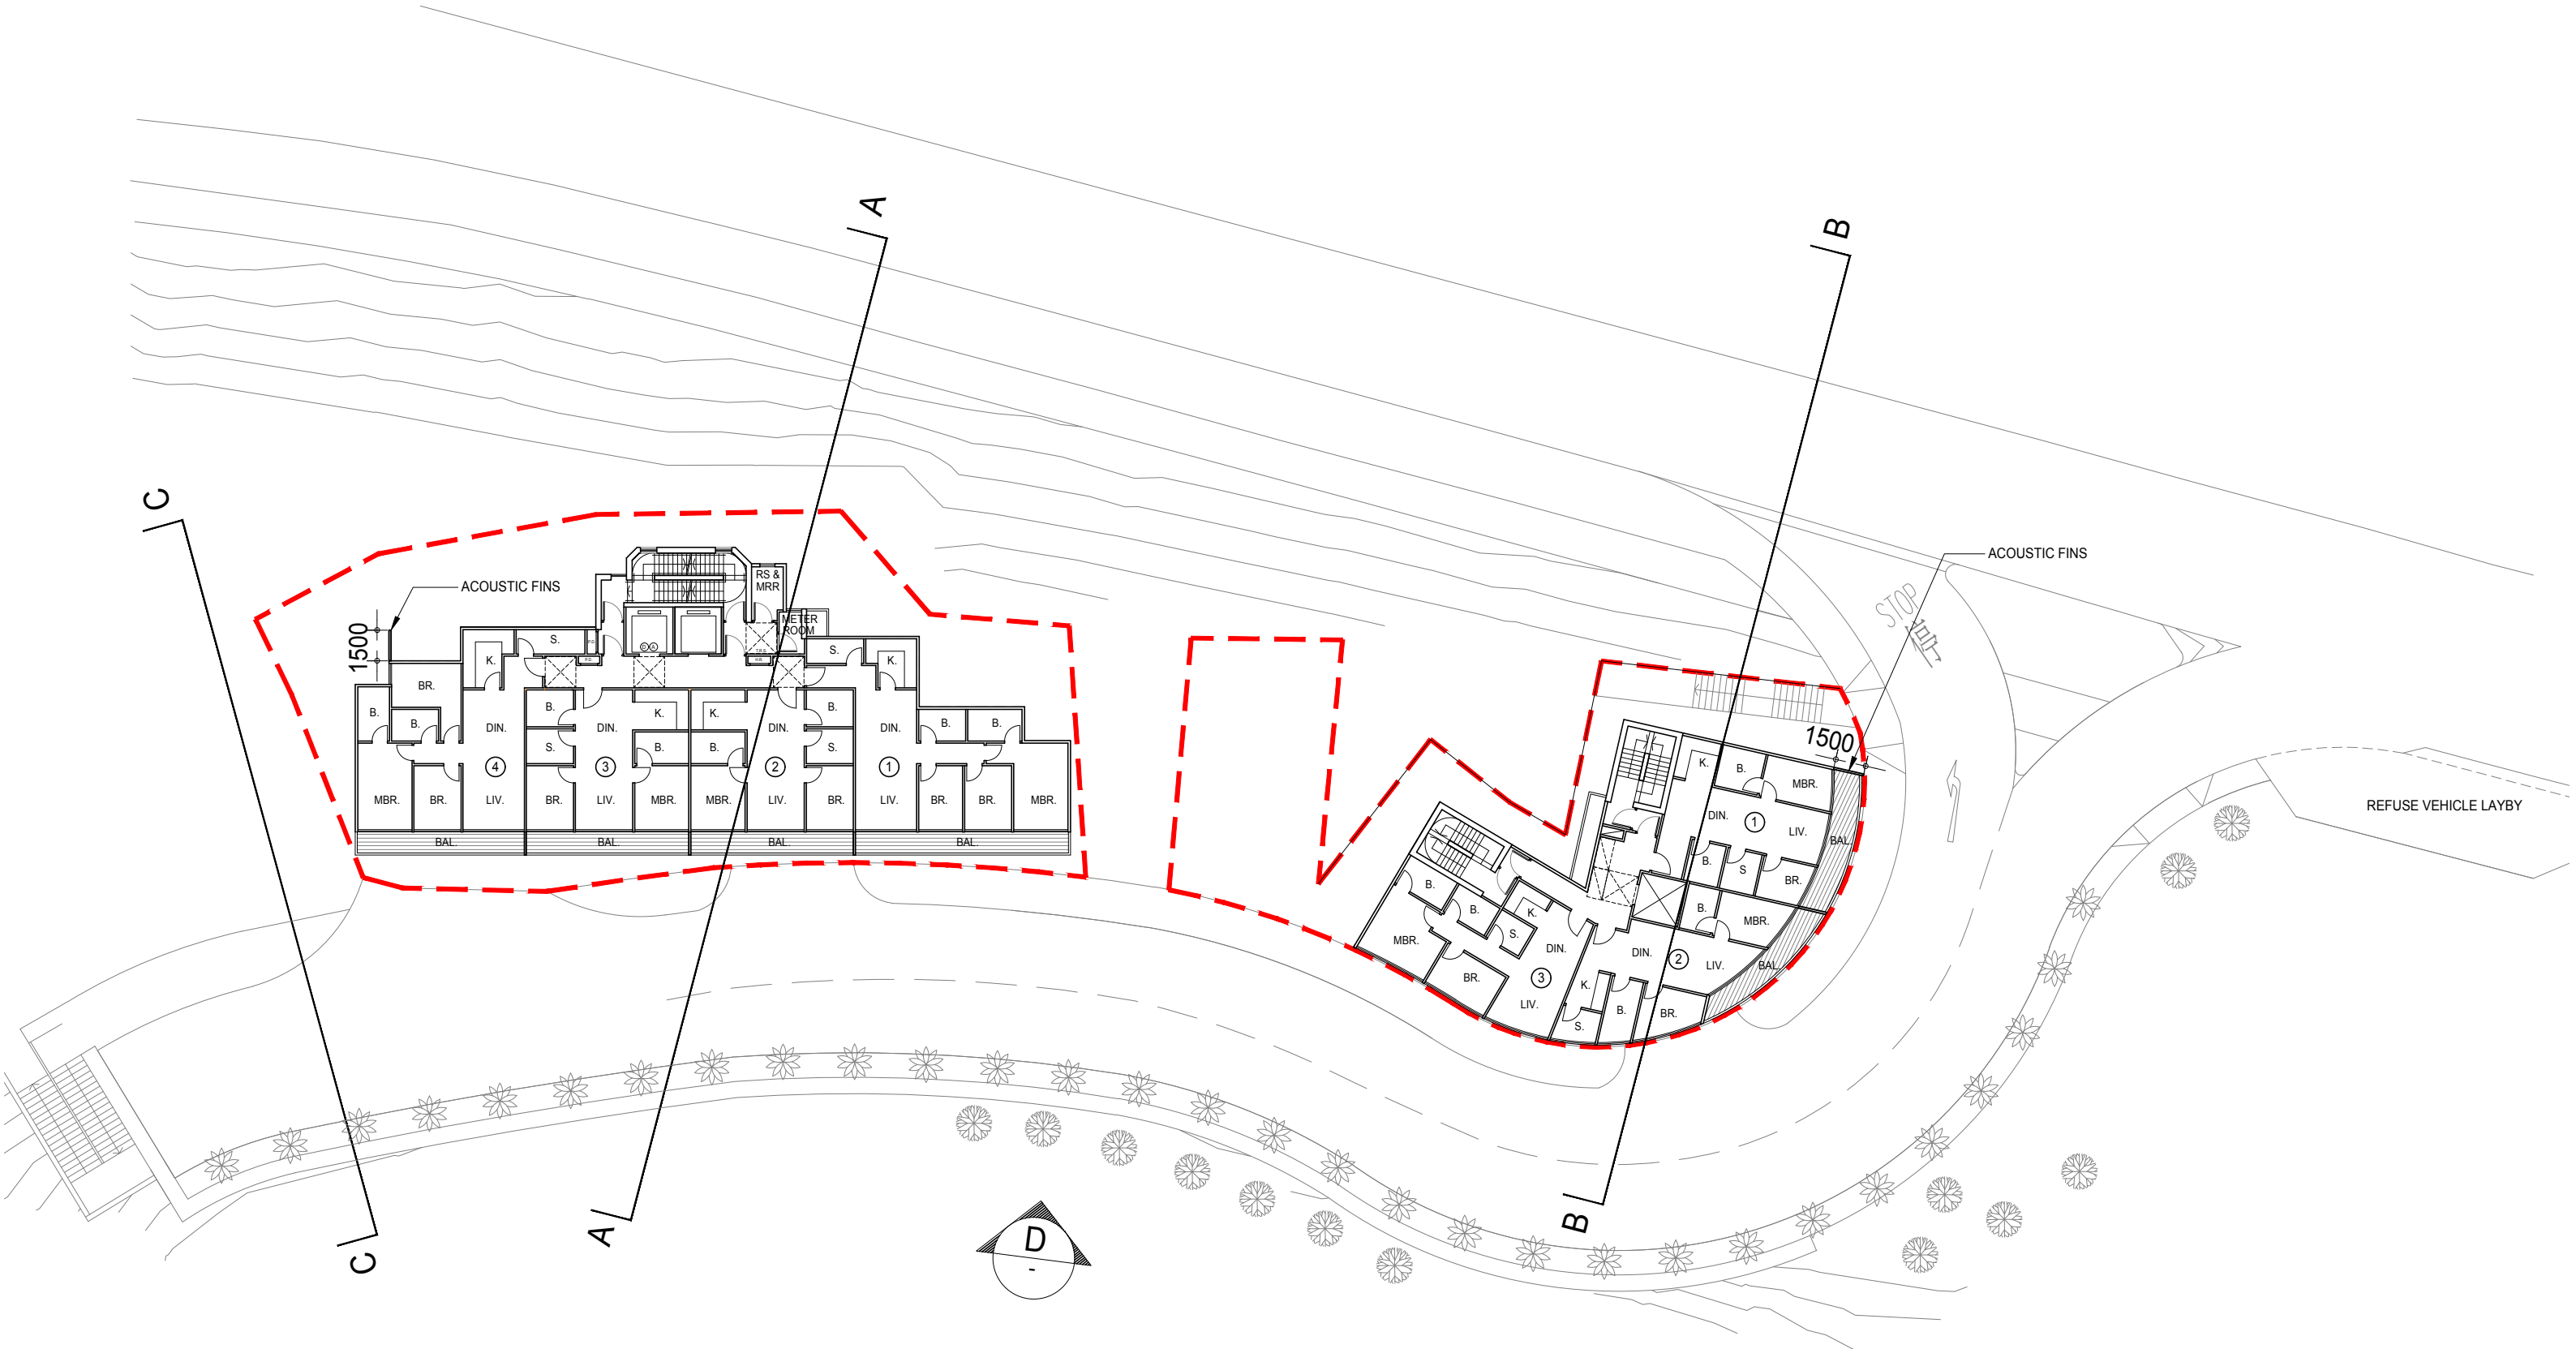 A
B
C
ACOUSTIC FINS
1500
RS &
MRR
METER
ROOM
S.
P.D.
K.
BR.
B.
B.
DIN.
B.
S.
DIN.
K.
B.
K.
B.
DIN.
B.
S.
S.
K.
DIN.
B.
B.
T.R.S.
H.R.
P.D.
D
A
4
3
2
1
MBR.
BR.
LIV.
BR.
LIV.
MBR.
MBR.
LIV.
BR.
LIV.
BR.
BR.
MBR.
BAL.
BAL.
BAL.
BAL.
ACOUSTIC FINS
STOP
停
1500
K.
B.
MBR.
DIN.
1
LIV.
BAL.
B.
S
BR.
B.
MBR.
DIN.
2
LIV.
BAL.
K.
B.
BR.
S.
B.
B.
K.
S.
MBR.
DIN.
BR.
3
LIV.
REFUSE VEHICLE LAYBY
C
A
B
D
-